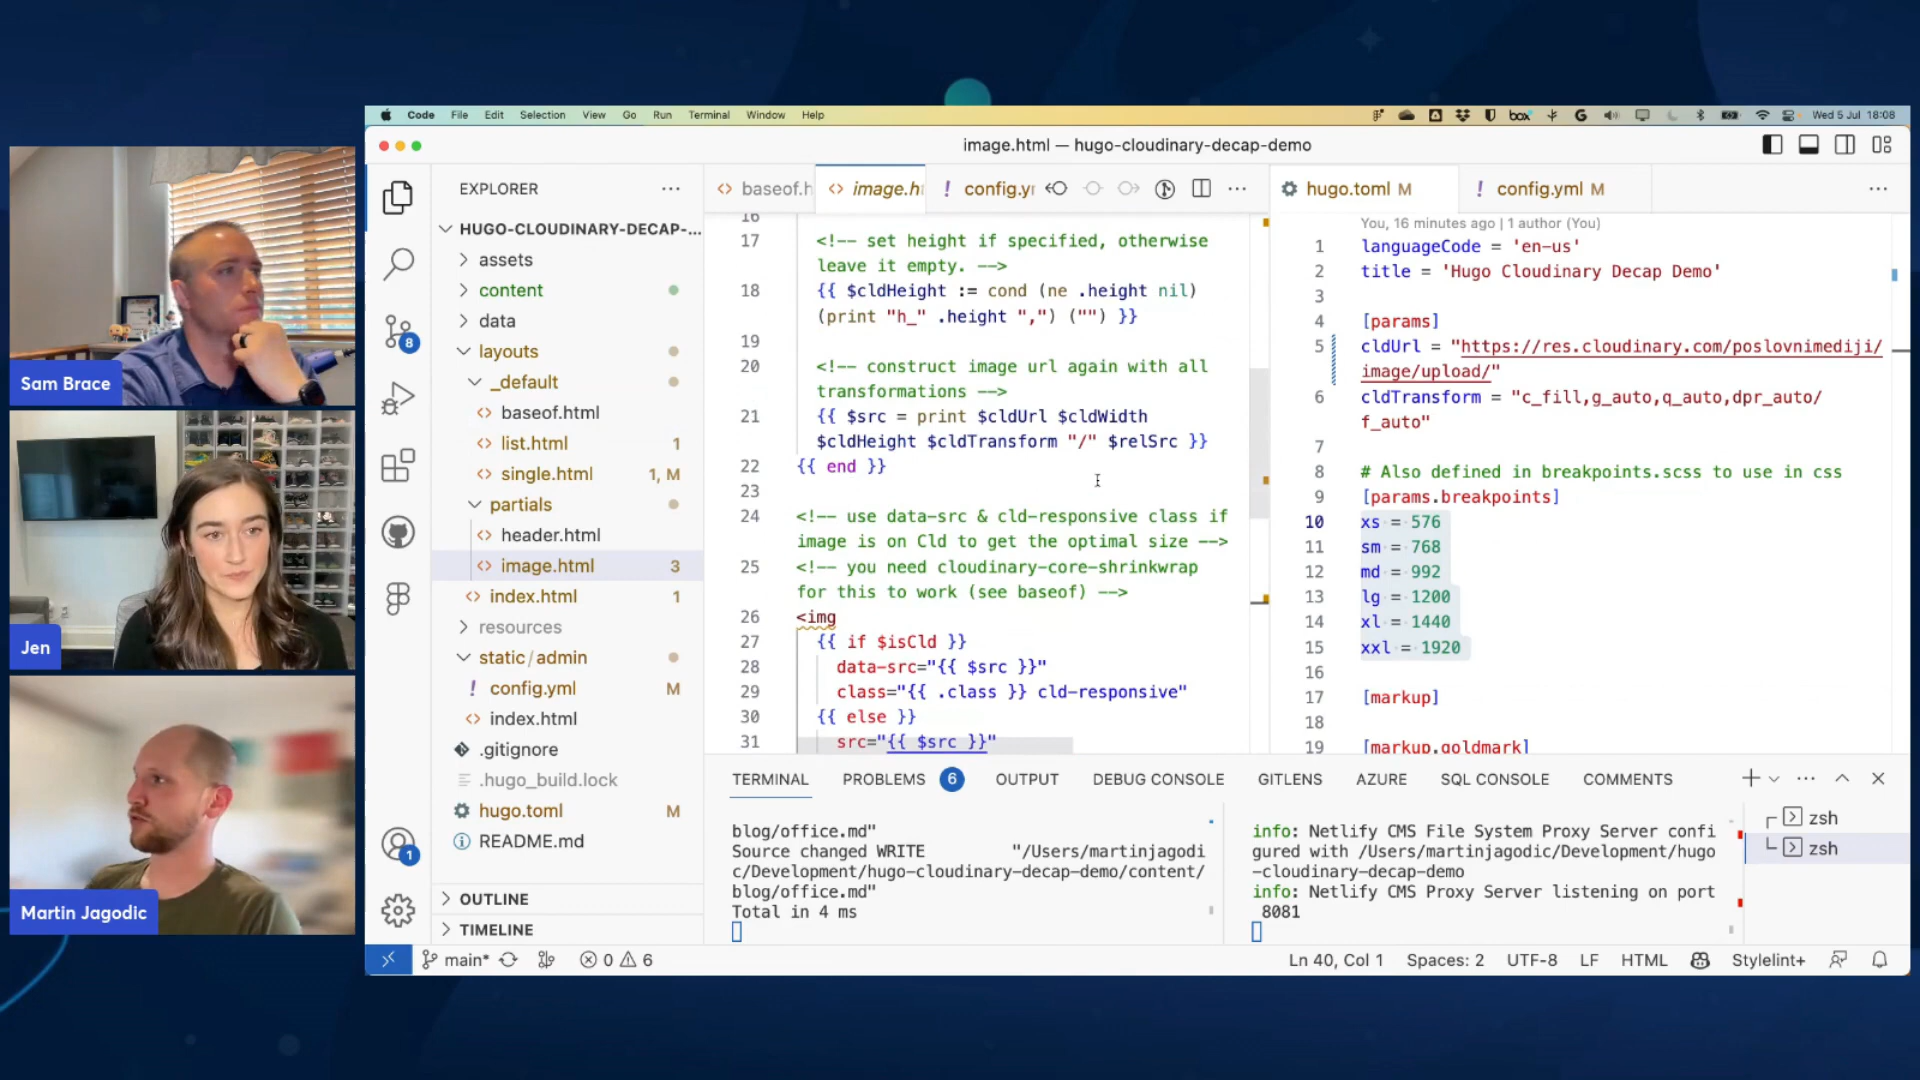 Sam Brace
Jen
Martin Jagodic
Code File Edit Selection View Go Run Terminal Window Help
box
Wed 5 Jul 18:08
image.html — hugo-cloudinary-decap-demo
EXPLORER
HUGO-CLOUDINARY-DECAP-...
assets
content
data
layouts
_default
baseof.html
list.html 1
single.html 1, M
partials
header.html
image.html 3
index.html 1
resources
static/admin
config.yml M
index.html
.gitignore
.hugo_build.lock
hugo.toml M
README.md
OUTLINE
TIMELINE
8
1
baseof.h
image.h
config.y
16
17 <!-- set height if specified, otherwise
leave it empty. -->
18 {{ $cldHeight := cond (ne .height nil)
(print "h_" .height ",") ("") }}
19
20 <!-- construct image url again with all
transformations -->
21 {{ $src = print $cldUrl $cldWidth
$cldHeight $cldTransform "/" $relSrc }}
22 {{ end }}
23
24 <!-- use data-src & cld-responsive class if
image is on Cld to get the optimal size -->
25 <!-- you need cloudinary-core-shrinkwrap
for this to work (see baseof) -->
26 <img
27 {{ if $isCld }}
28 data-src="{{ $src }}"
29 class="{{ .class }} cld-responsive"
30 {{ else }}
31 src="{{ $src }}"
hugo.toml M
config.yml M
You, 16 minutes ago | 1 author (You)
1 languageCode = 'en-us'
2 title = 'Hugo Cloudinary Decap Demo'
3
4 [params]
5 cldUrl = "https://res.cloudinary.com/poslovnimediji/
image/upload/"
6 cldTransform = "c_fill,g_auto,q_auto,dpr_auto/
f_auto"
7
8 # Also defined in breakpoints.scss to use in css
9 [params.breakpoints]
10 xs = 576
11 sm = 768
12 md = 992
13 lg = 1200
14 xl = 1440
15 xxl = 1920
16
17 [markup]
18
19 [markup.goldmark]
TERMINAL PROBLEMS 6 OUTPUT DEBUG CONSOLE GITLENS AZURE SQL CONSOLE COMMENTS
blog/office.md"
Source changed WRITE "/Users/martinjagodi
c/Development/hugo-cloudinary-decap-demo/content/
blog/office.md"
Total in 4 ms
info: Netlify CMS File System Proxy Server confi
gured with /Users/martinjagodic/Development/hugo
-cloudinary-decap-demo
info: Netlify CMS Proxy Server listening on port
8081
zsh
zsh
main* 0 6
Ln 40, Col 1 Spaces: 2 UTF-8 LF HTML Stylelint+